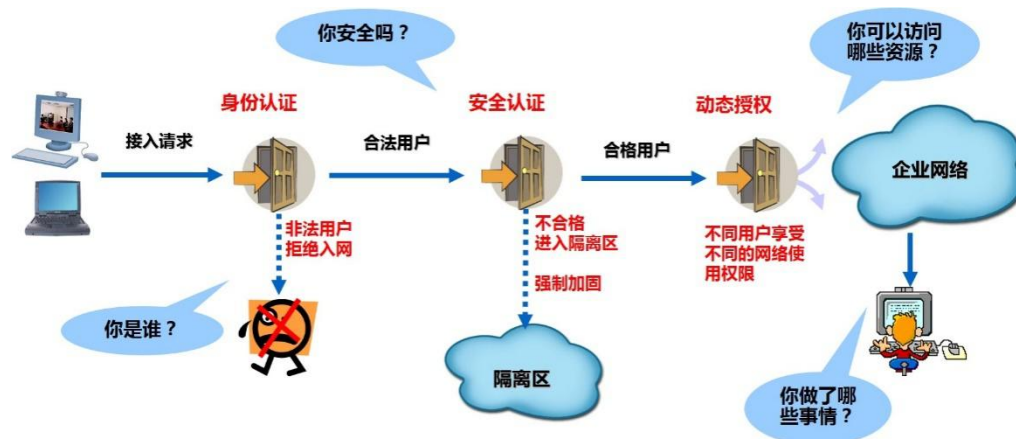 你安全吗？
你可以访问
哪些资源？
身份认证
安全认证
动态授权
接入请求
合法用户
合格用户
企业网络
非法用户
拒绝入网
不合格
进入隔离区
强制加固
不同用户享受
不同的网络使
用权限
你是谁？
隔离区
你做了哪
些事情？